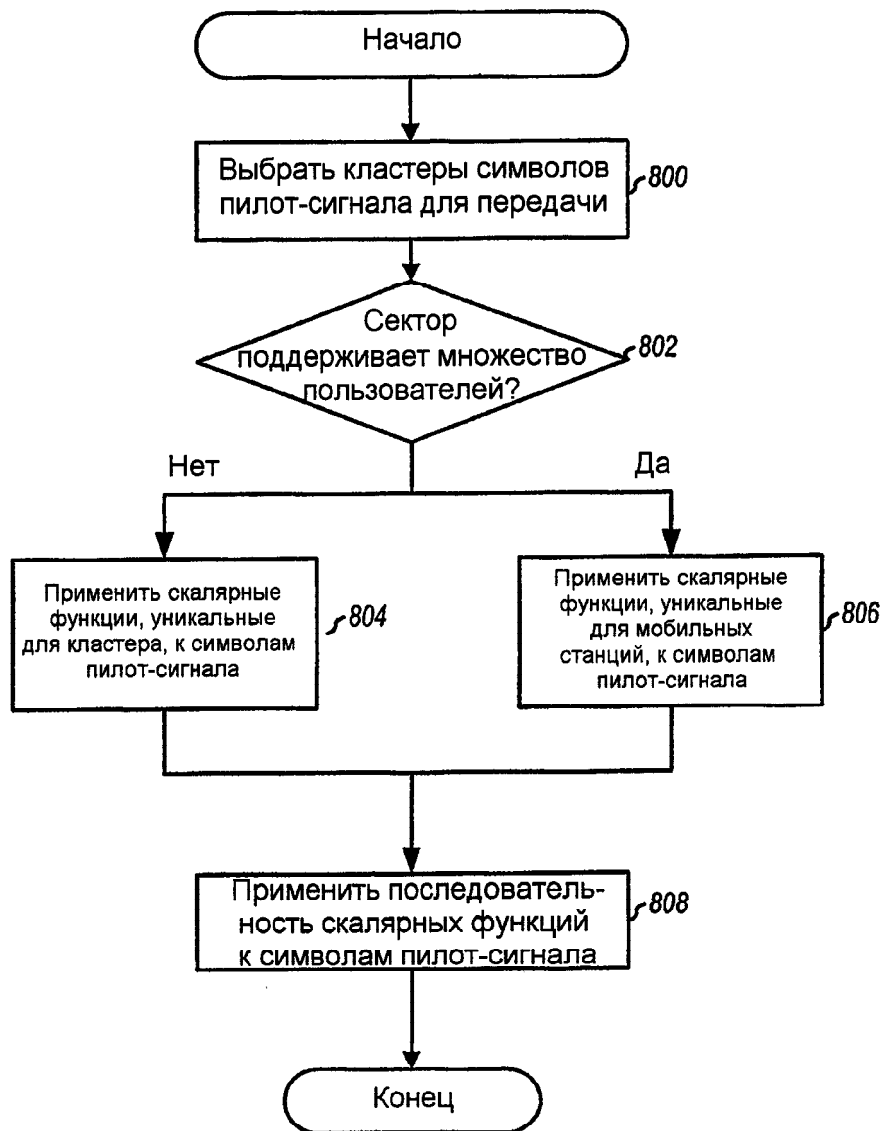 Начало
Выбрать кластеры символов
пилот-сигнала для передачи
800
Сектор
поддерживает множество
пользователей?
802
Нет
Да
Применить скалярные
функции, уникальные
для кластера, к символам
пилот-сигнала
804
Применить скалярные
функции, уникальные
для мобильных
станций, к символам
пилот-сигнала
806
Применить последователь-
ность скалярных функций
к символам пилот-сигнала
808
Конец